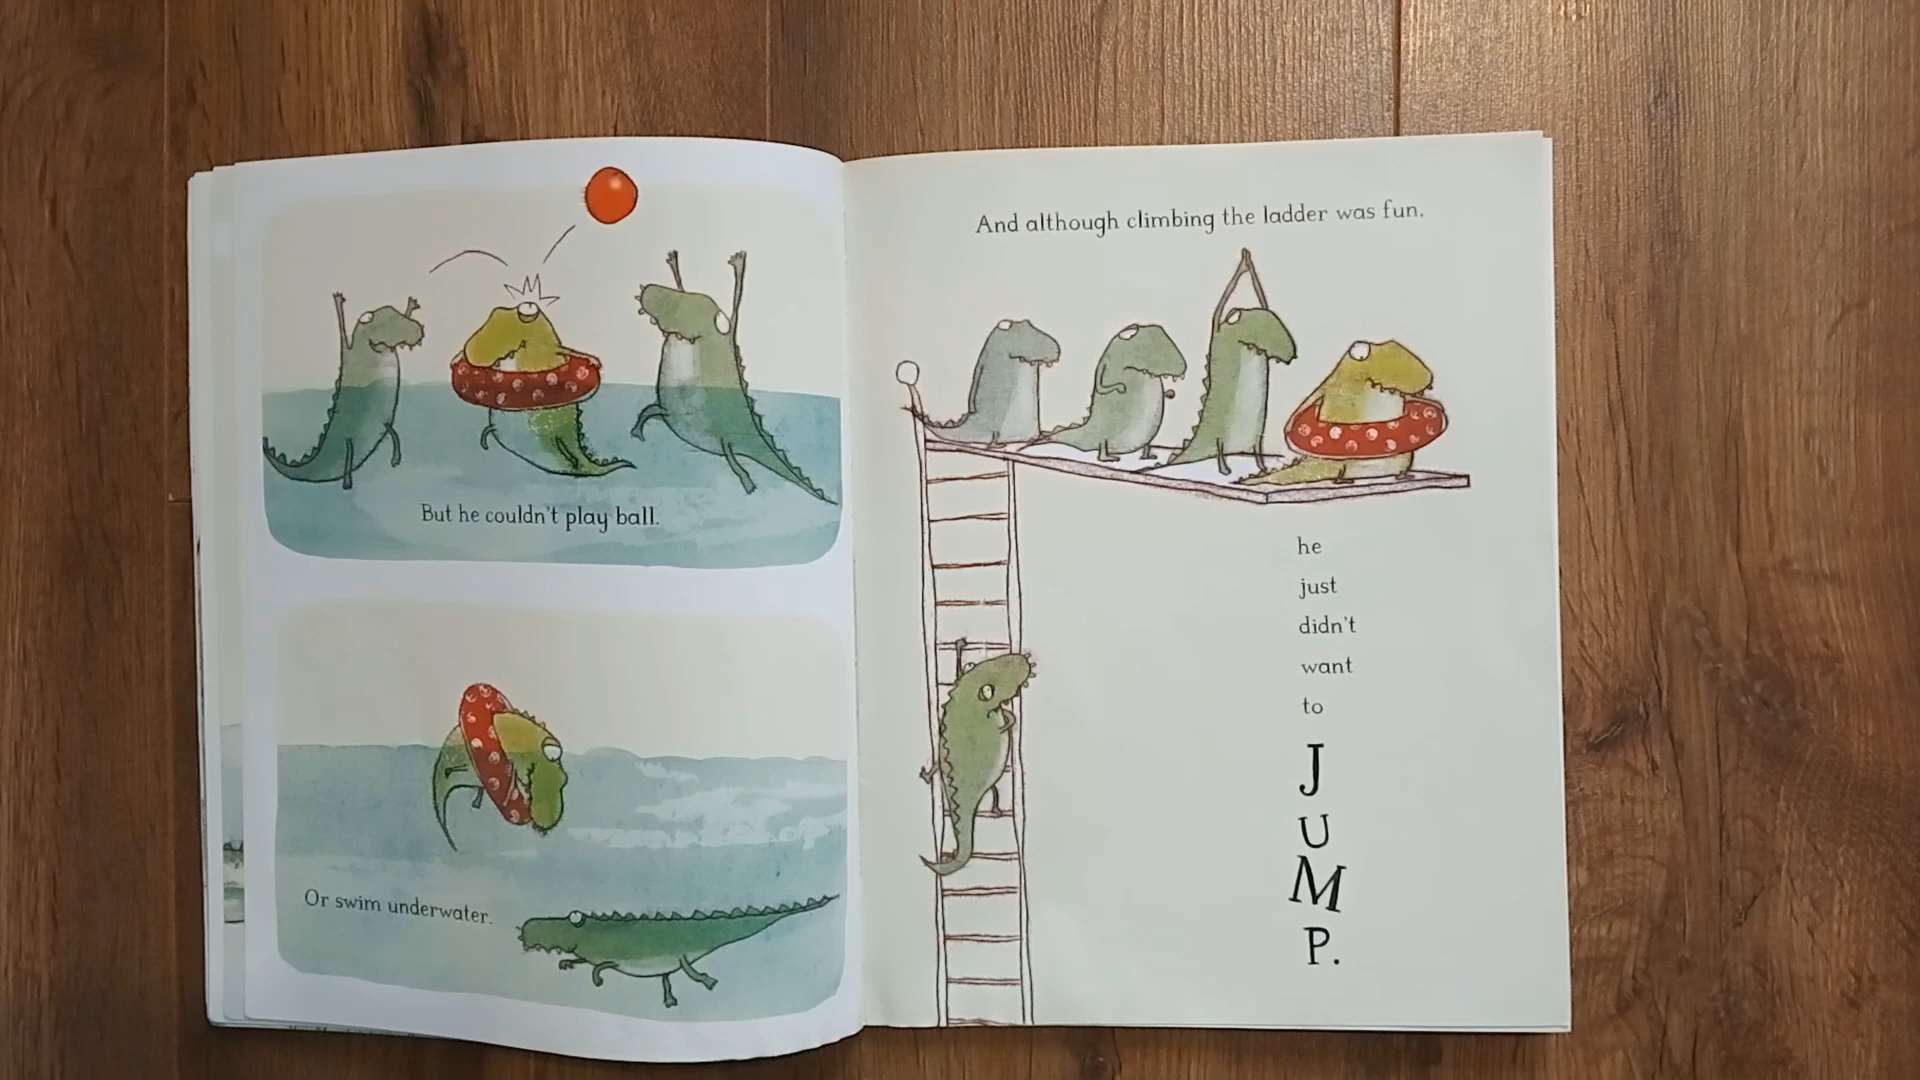 But he couldn't play ball.
Or swim underwater.
And although climbing the ladder was fun,
he
just
didn't
want
to
J
U
M
P.